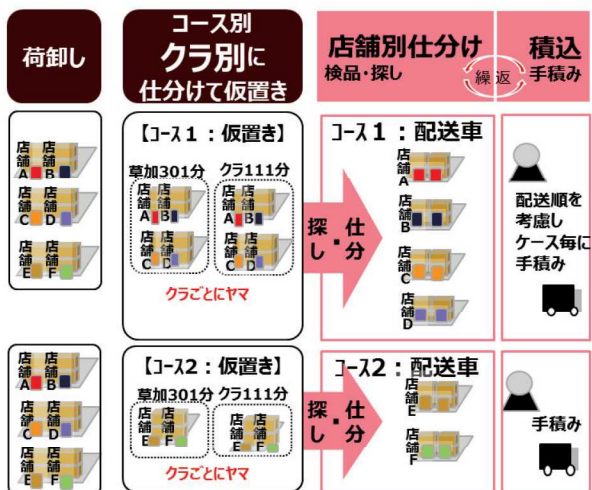 荷卸し
コース別
クラ別に
仕分けて仮置き
店舗別仕分け
検品・探し
繰返
積込
手積み
店舗A 店舗B
店舗C 店舗D
店舗E 店舗F
【コース1：仮置き】
草加301分 クラ111分
店舗A 店舗B 店舗A 店舗B
店舗C 店舗D 店舗C 店舗D
クラごとにヤマ
探し・仕分
コース1：配送車
店舗A
店舗B
店舗C
店舗D
配送順を
考慮し
ケース毎に
手積み
店舗A 店舗B
店舗C 店舗D
店舗E 店舗F
【コース2：仮置き】
草加301分 クラ111分
店舗E 店舗F 店舗E 店舗F
クラごとにヤマ
探し・仕分
コース2：配送車
店舗E
店舗F
手積み